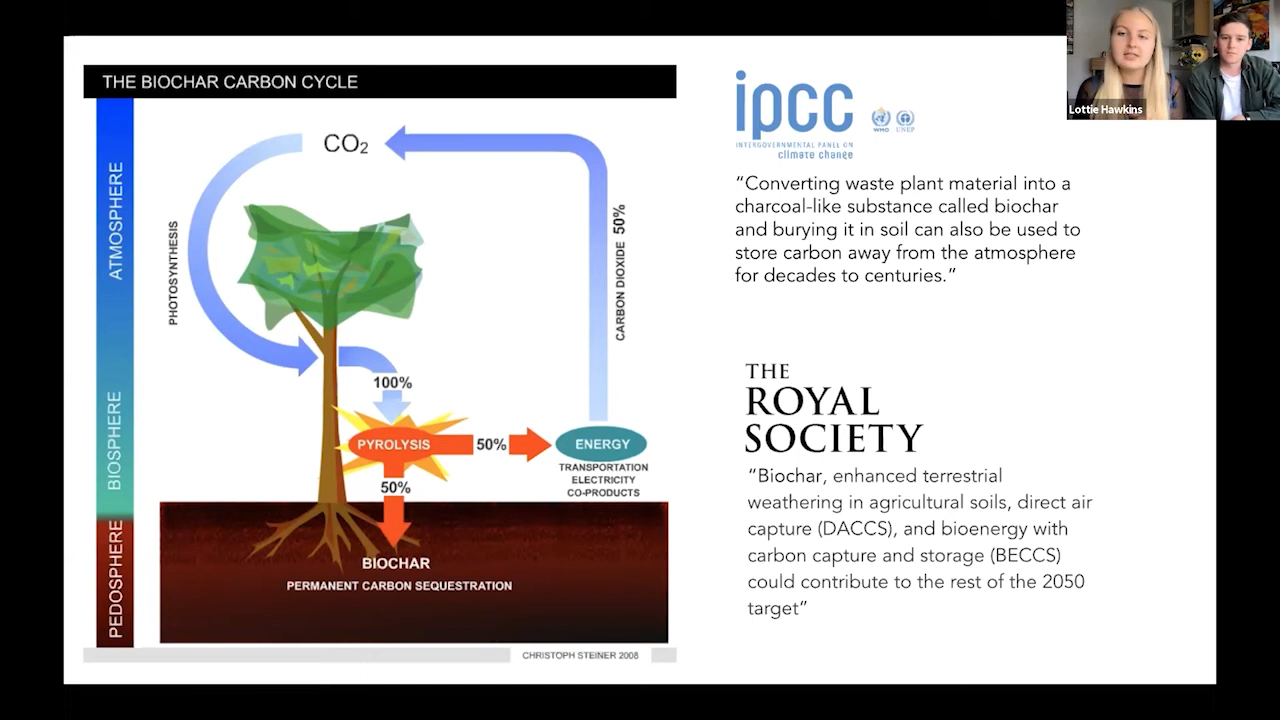 THE BIOCHAR CARBON CYCLE
ATMOSPHERE
BIOSPHERE
PEDOSPHERE
CO₂
PHOTOSYNTHESIS
CARBON DIOXIDE 50%
100%
PYROLYSIS
50%
ENERGY
TRANSPORTATION
ELECTRICITY
CO-PRODUCTS
50%
BIOCHAR
PERMANENT CARBON SEQUESTRATION
CHRISTOPH STEINER 2008
ipcc
INTERGOVERNMENTAL PANEL ON
climate change
WMO
UNEP
“Converting waste plant material into a
charcoal-like substance called biochar
and burying it in soil can also be used to
store carbon away from the atmosphere
for decades to centuries.”
THE
ROYAL
SOCIETY
“Biochar, enhanced terrestrial
weathering in agricultural soils, direct air
capture (DACCS), and bioenergy with
carbon capture and storage (BECCS)
could contribute to the rest of the 2050
target”
Lottie Hawkins